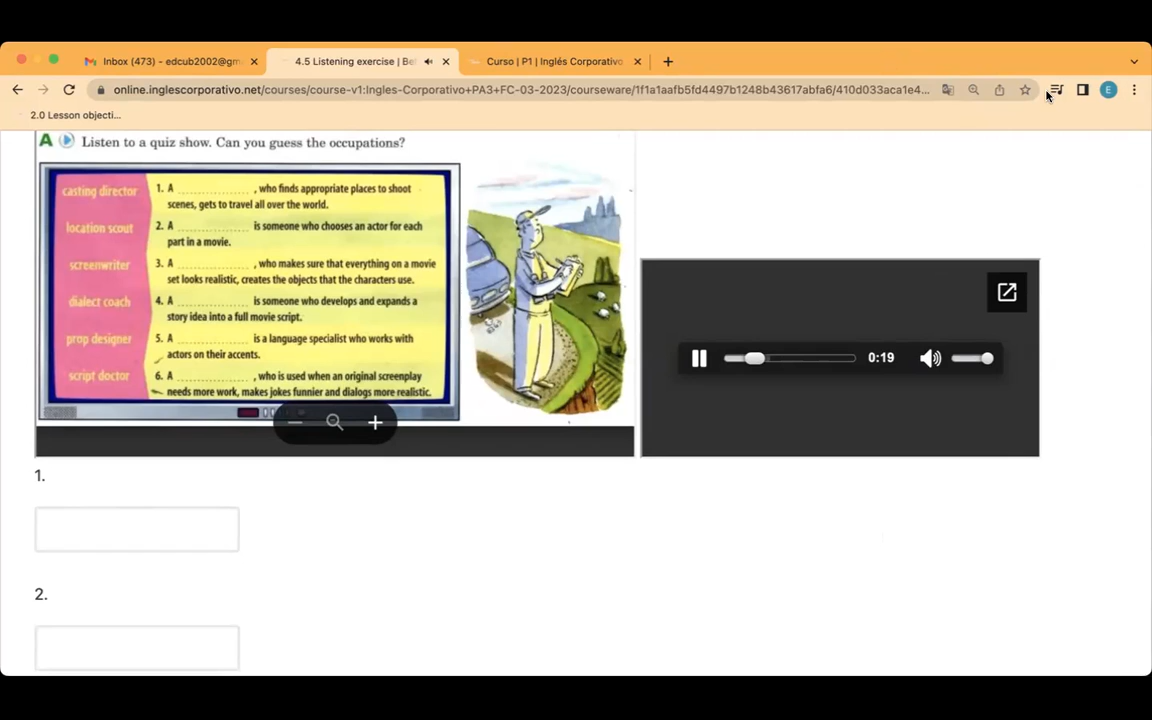 Inbox (473) - edcub2002@gm
4.5 Listening exercise | Be
Curso | P1 | Inglés Corporativo
online.inglescorporativo.net/courses/course-v1:Ingles-Corporativo+PA3+FC-03-2023/courseware/1f1a1aafb5fd4497b1248b43617abfa6/410d033aca1e4...
E
2.0 Lesson objecti...
A Listen to a quiz show. Can you guess the occupations?
casting director
location scout
screenwriter
dialect coach
prop designer
script doctor
1. A ............... , who finds appropriate places to shoot
scenes, gets to travel all over the world.
2. A ............... is someone who chooses an actor for each
part in a movie.
3. A ............... , who makes sure that everything on a movie
set looks realistic, creates the objects that the characters use.
4. A ............... is someone who develops and expands a
story idea into a full movie script.
5. A ............... is a language specialist who works with
actors on their accents.
6. A ............... , who is used when an original screenplay
needs more work, makes jokes funnier and dialogs more realistic.
0:19
1.
2.